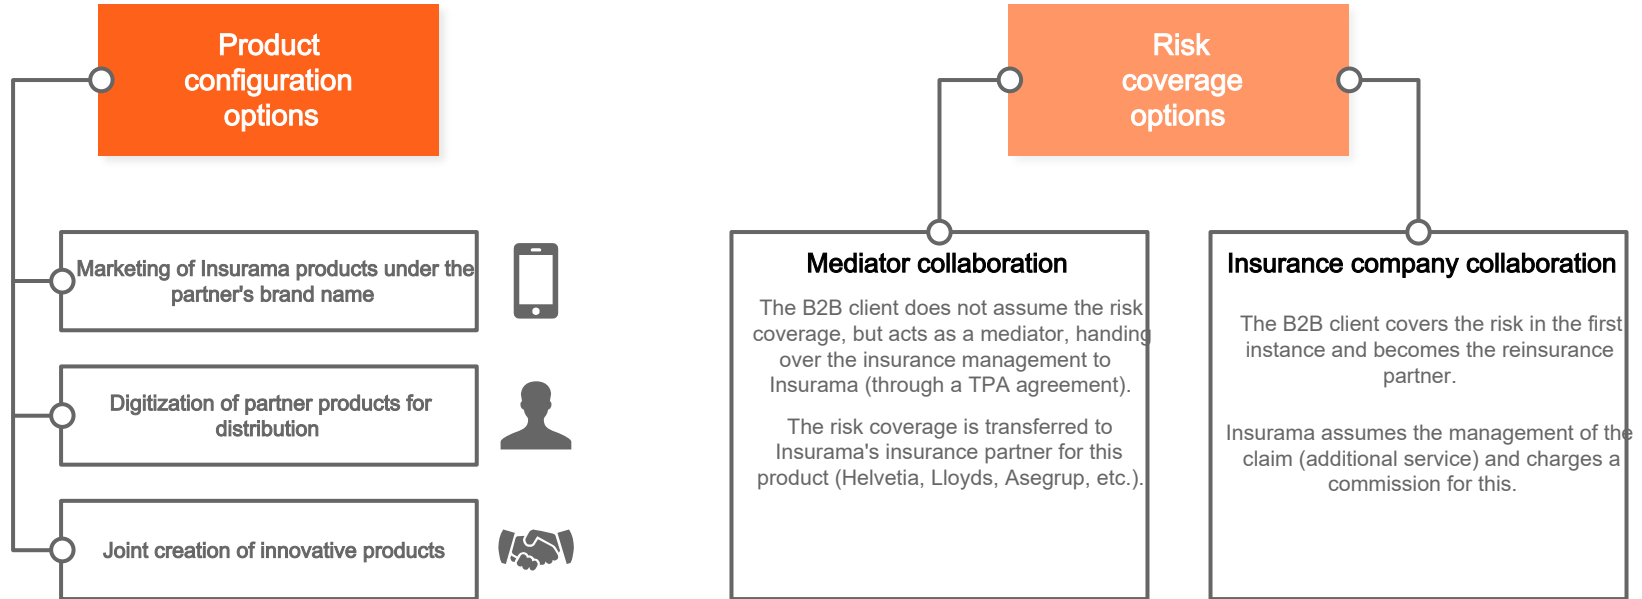 Product
configuration
options
Marketing of Insurama products under the
partner's brand name
Digitization of partner products for
distribution
Joint creation of innovative products
Risk
coverage
options
Mediator collaboration
The B2B client does not assume the risk
coverage, but acts as a mediator, handing
over the insurance management to
Insurama (through a TPA agreement).
The risk coverage is transferred to
Insurama's insurance partner for this
product (Helvetia, Lloyds, Asegrup, etc.).
Insurance company collaboration
The B2B client covers the risk in the first
instance and becomes the reinsurance
partner.
Insurama assumes the management of the
claim (additional service) and charges a
commission for this.